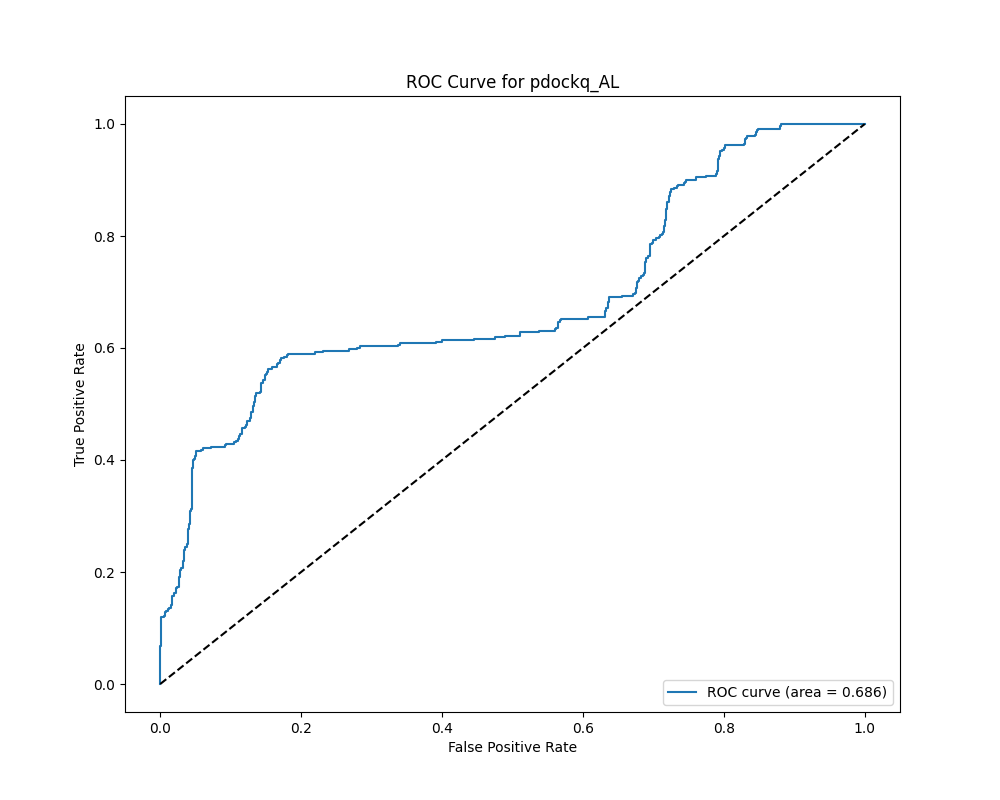 ROC Curve for pdockq_AL
1.0
0.8
0.6
0.4
0.2
0.0
True Positive Rate
ROC curve (area = 0.686)
0.0 0.2 0.4 0.6 0.8 1.0
False Positive Rate